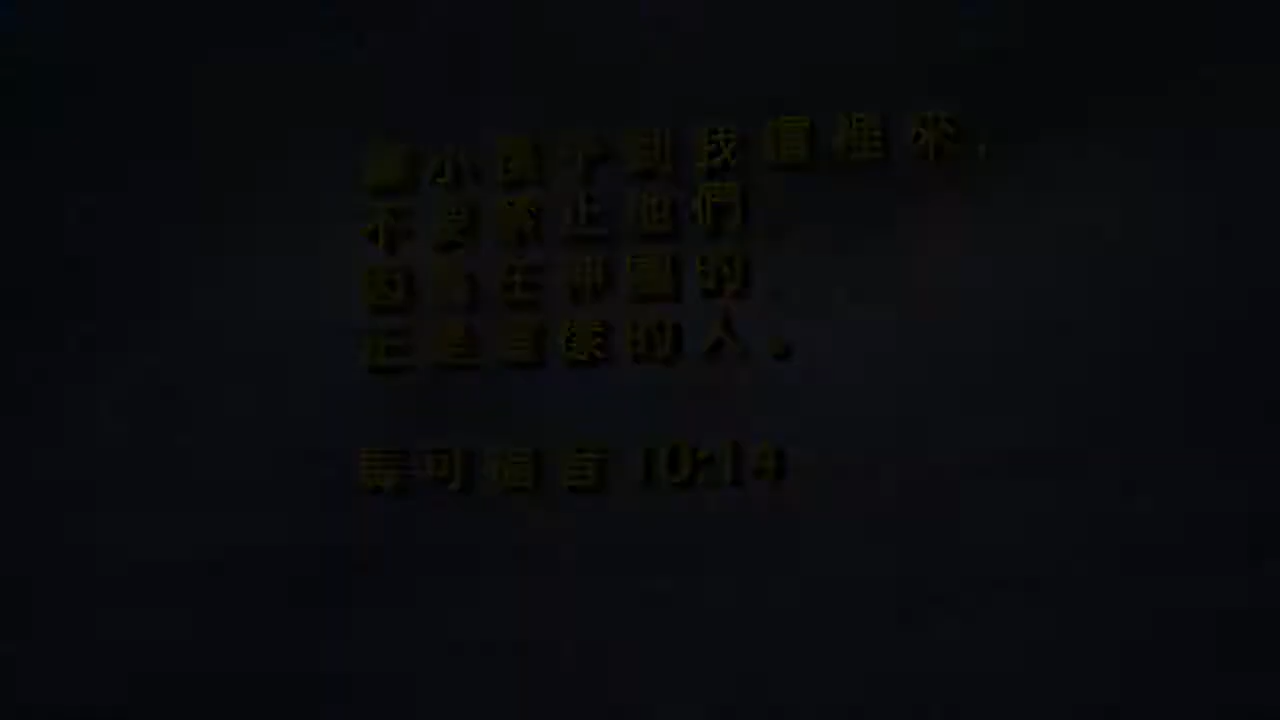 讓小孩子到我這裡來,
不要禁止他們
因為在神國的
正是這樣的人。
馬可福音 10:14